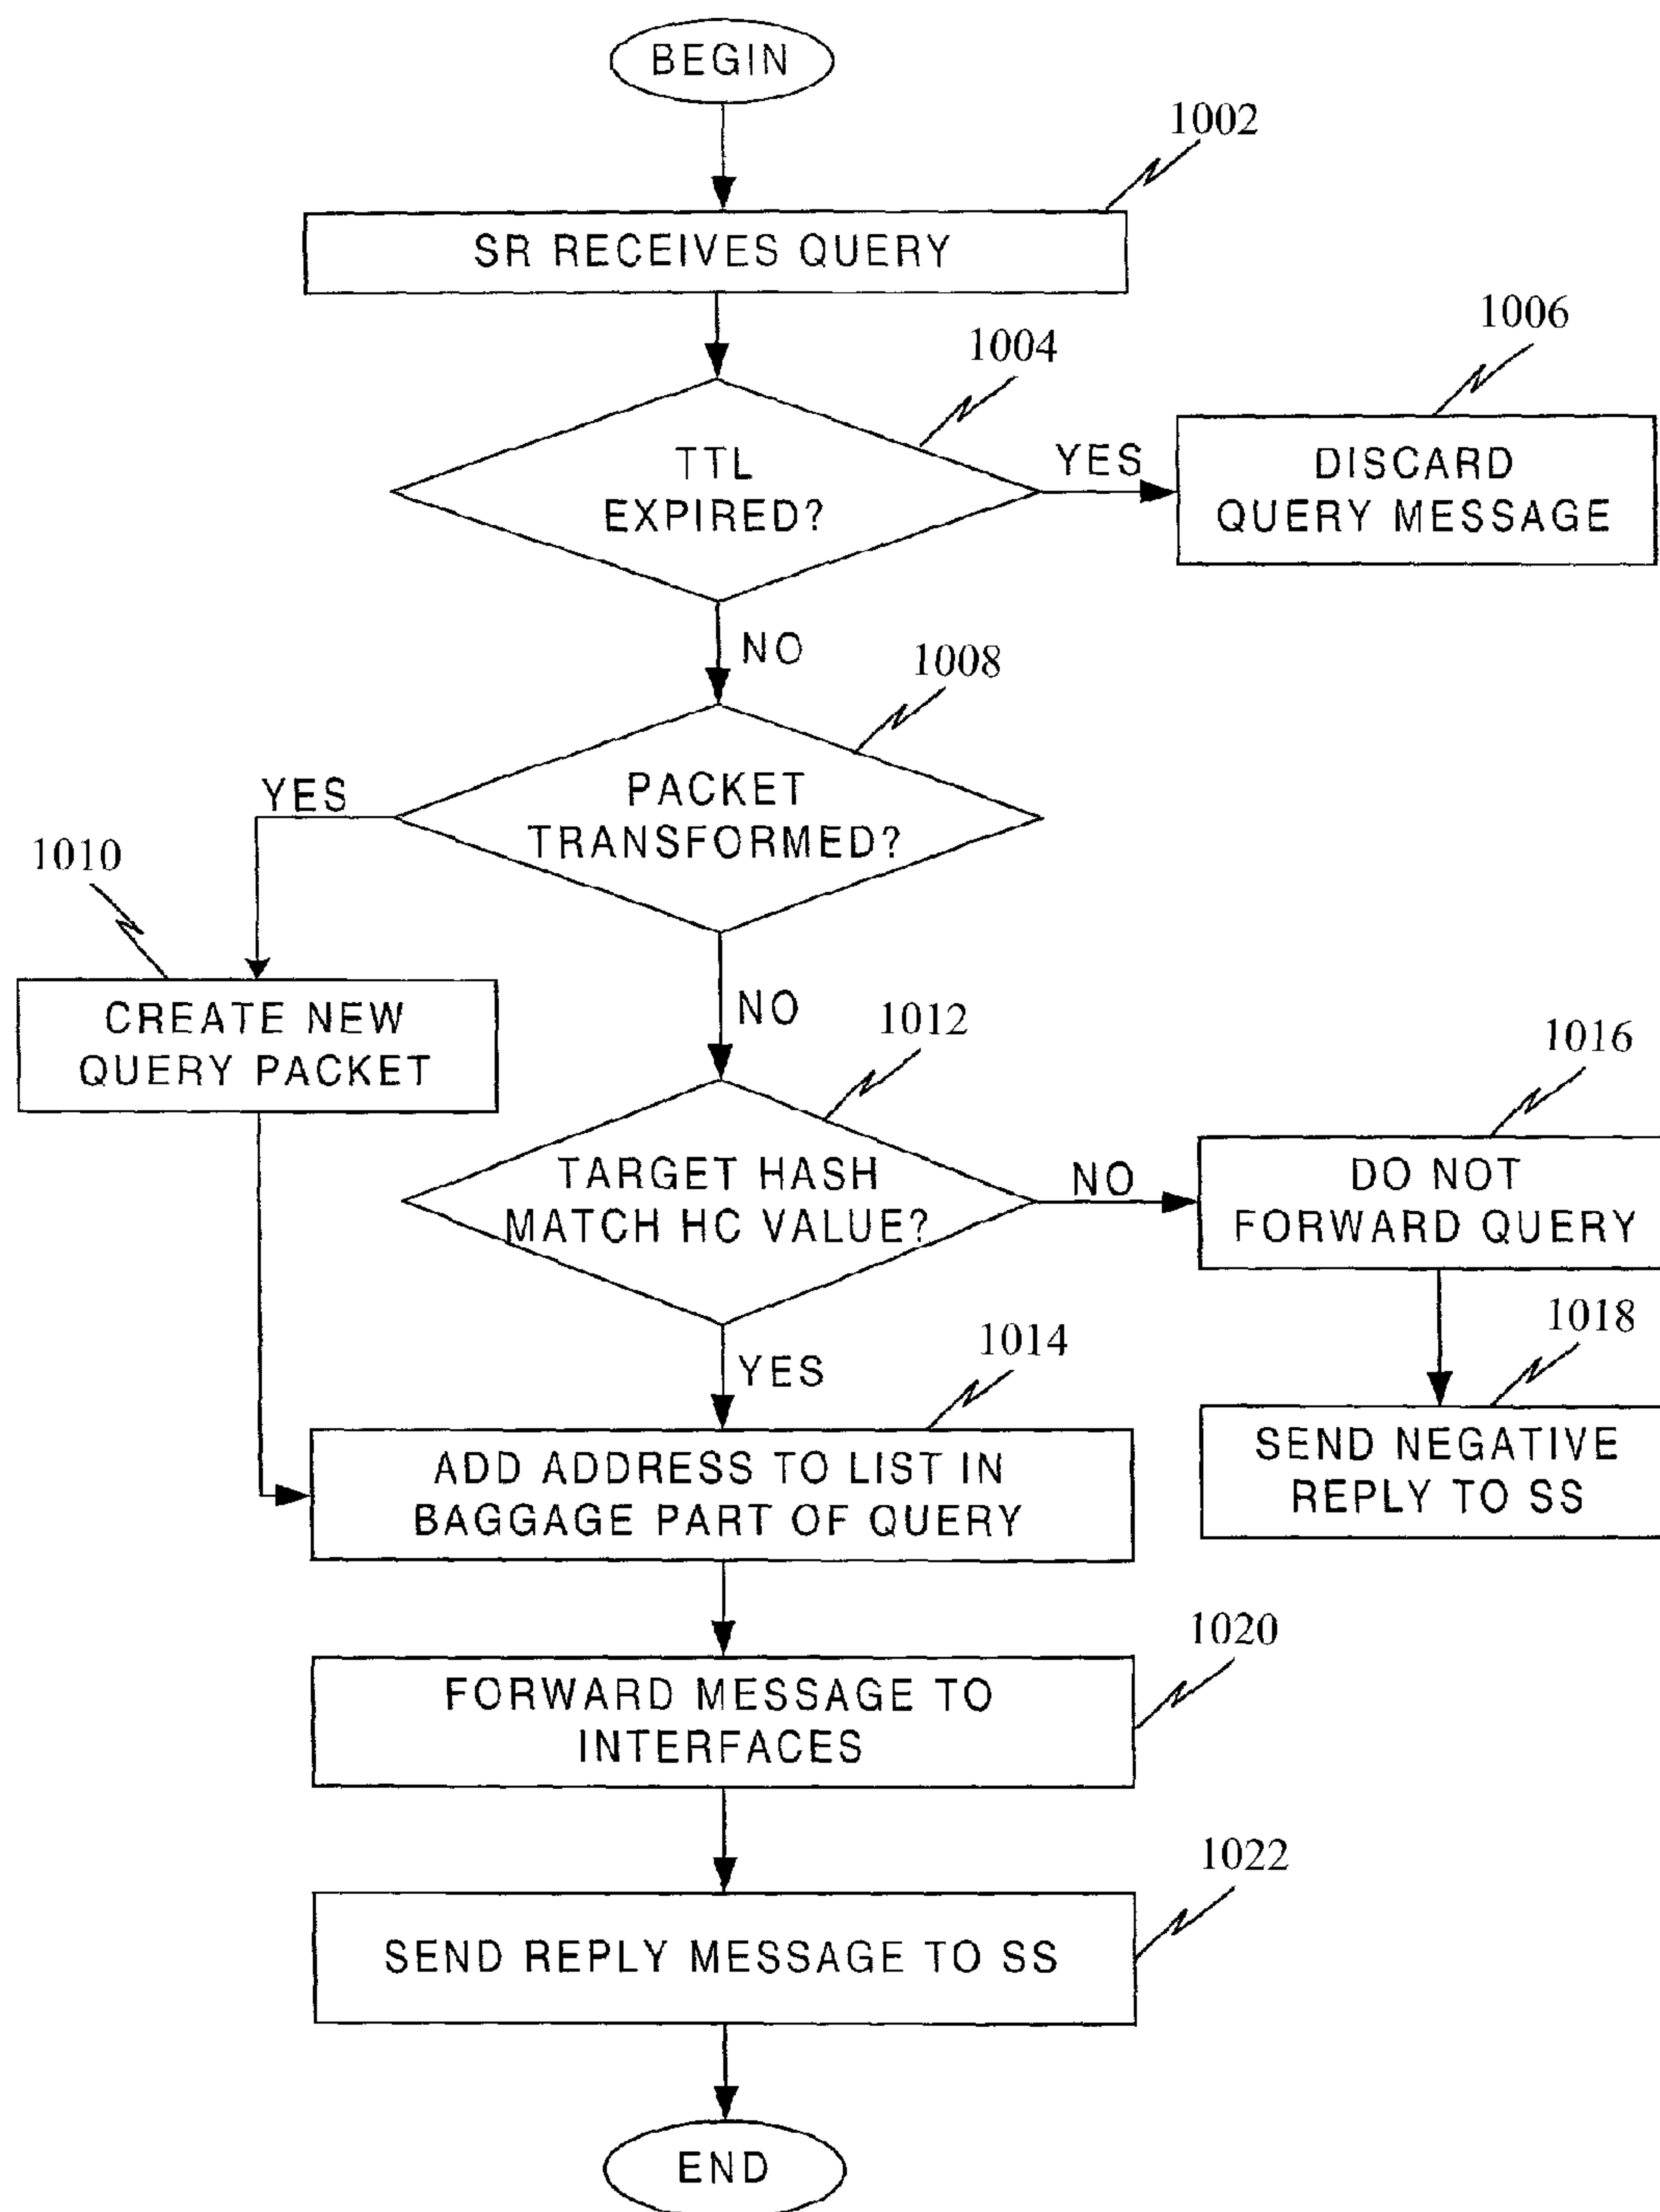 BEGIN
1002
SR RECEIVES QUERY
1004
1006
TTL
EXPIRED?
YES
DISCARD
QUERY MESSAGE
NO
1008
YES
PACKET
TRANSFORMED?
1010
CREATE NEW
QUERY PACKET
NO
1012
1016
TARGET HASH
MATCH HC VALUE?
NO
DO NOT
FORWARD QUERY
1018
YES
1014
ADD ADDRESS TO LIST IN
BAGGAGE PART OF QUERY
SEND NEGATIVE
REPLY TO SS
1020
FORWARD MESSAGE TO
INTERFACES
1022
SEND REPLY MESSAGE TO SS
END